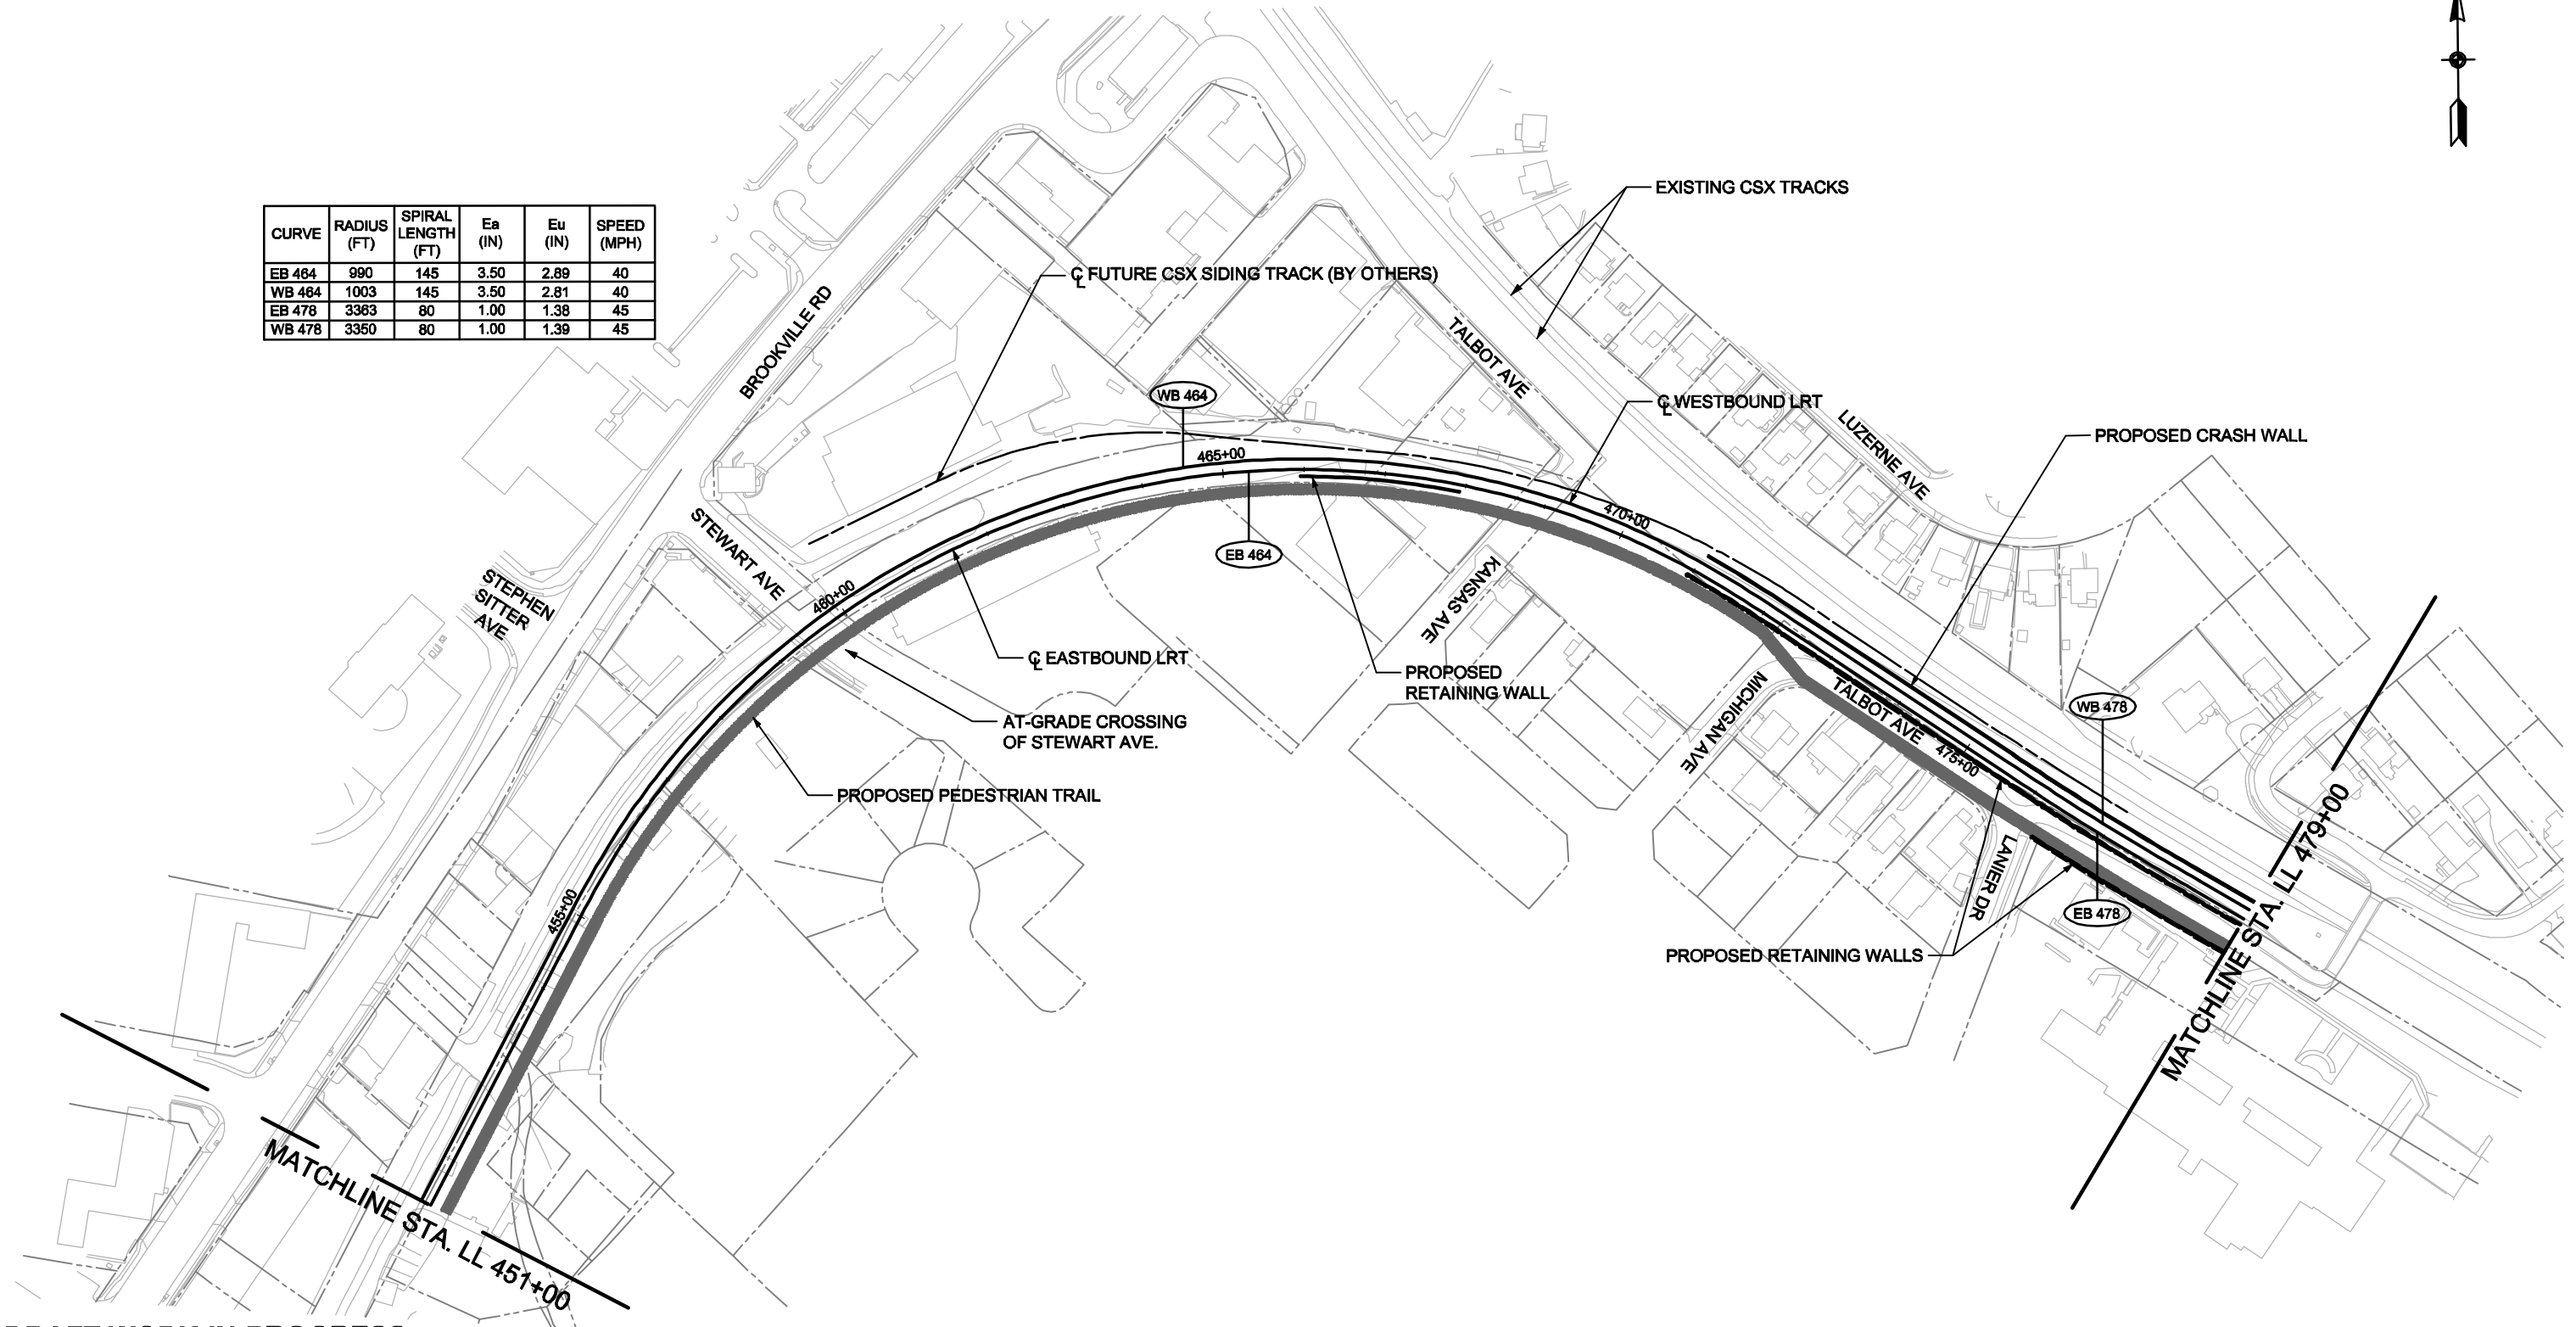 CURVE RADIUS (FT) SPIRAL LENGTH (FT) Ea (IN) Eu (IN) SPEED (MPH)
EB 464 990 145 3.50 2.89 40
WB 464 1003 145 3.50 2.81 40
EB 478 3363 80 1.00 1.38 45
WB 478 3350 80 1.00 1.39 45
EXISTING CSX TRACKS
℄ FUTURE CSX SIDING TRACK (BY OTHERS)
BROOKVILLE RD
TALBOT AVE
WB 464
℄ WESTBOUND LRT
LUZERNE AVE
PROPOSED CRASH WALL
465+00
470+00
STEWART AVE
EB 464
KANSAS AVE
STEPHEN
SITTER
AVE
460+00
℄ EASTBOUND LRT
PROPOSED
RETAINING WALL
AT-GRADE CROSSING
OF STEWART AVE.
MICHIGAN AVE
TALBOT AVE
WB 478
475+00
PROPOSED PEDESTRIAN TRAIL
455+00
LANIER DR
EB 478
PROPOSED RETAINING WALLS
MATCHLINE STA. LL 479+00
MATCHLINE STA. LL 451+00